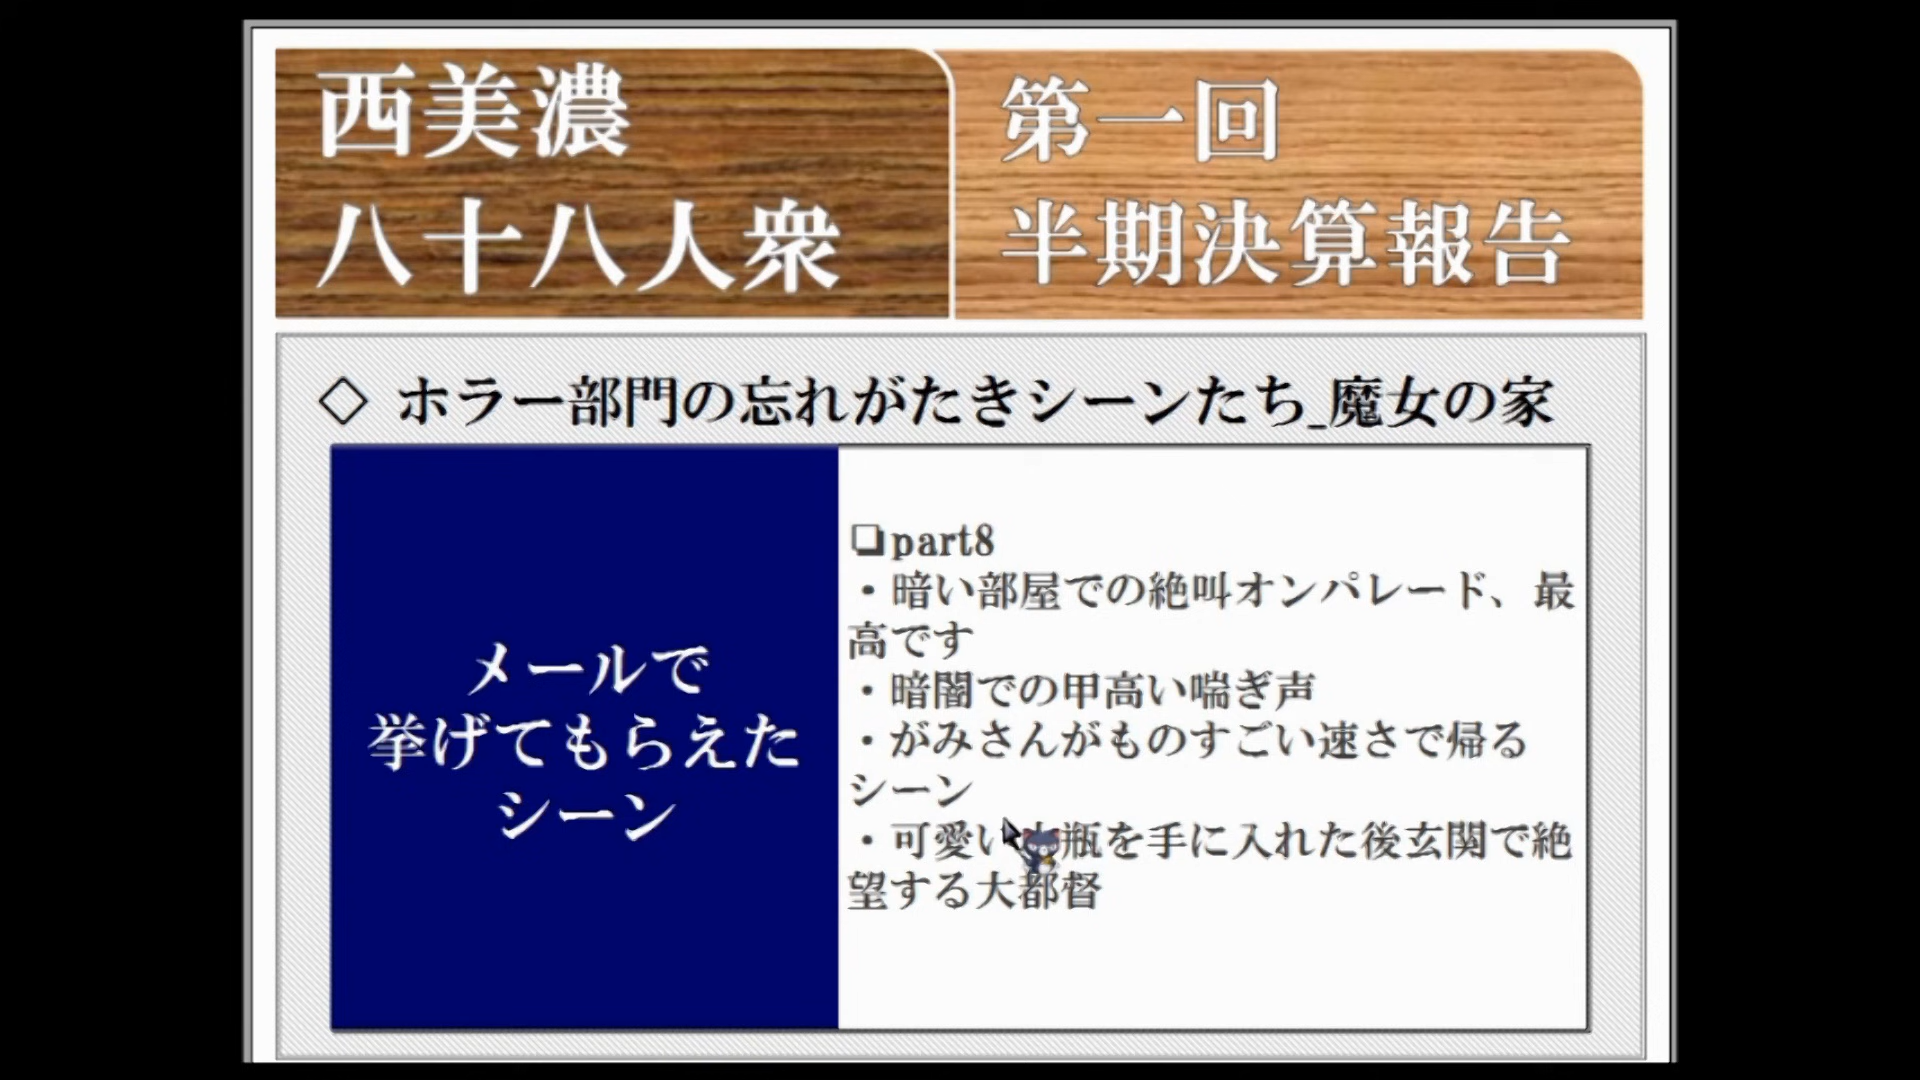 西美濃
八十八人衆
第一回
半期決算報告
◇ ホラー部門の忘れがたきシーンたち_魔女の家
メールで
挙げてもらえた
シーン
❏part8
・暗い部屋での絶叫オンパレード、最
高です
・暗闇での甲高い喘ぎ声
・がみさんがものすごい速さで帰る
シーン
・可愛い 瓶を手に入れた後玄関で絶
望する大都督